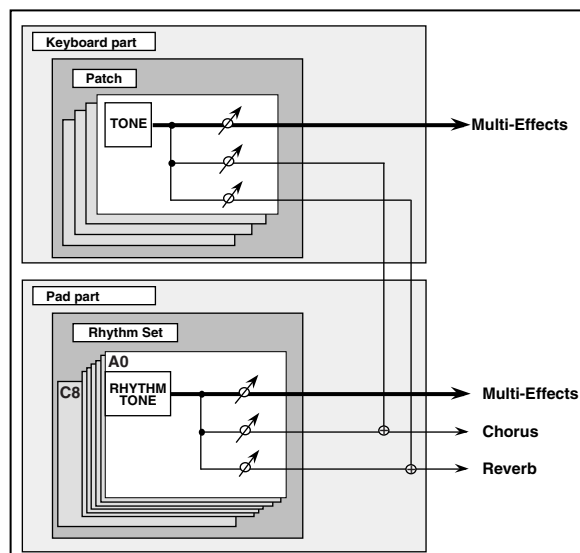 Keyboard part
Patch
TONE
Multi-Effects
Pad part
Rhythm Set
A0
C8
RHYTHM
TONE
Multi-Effects
Chorus
Reverb